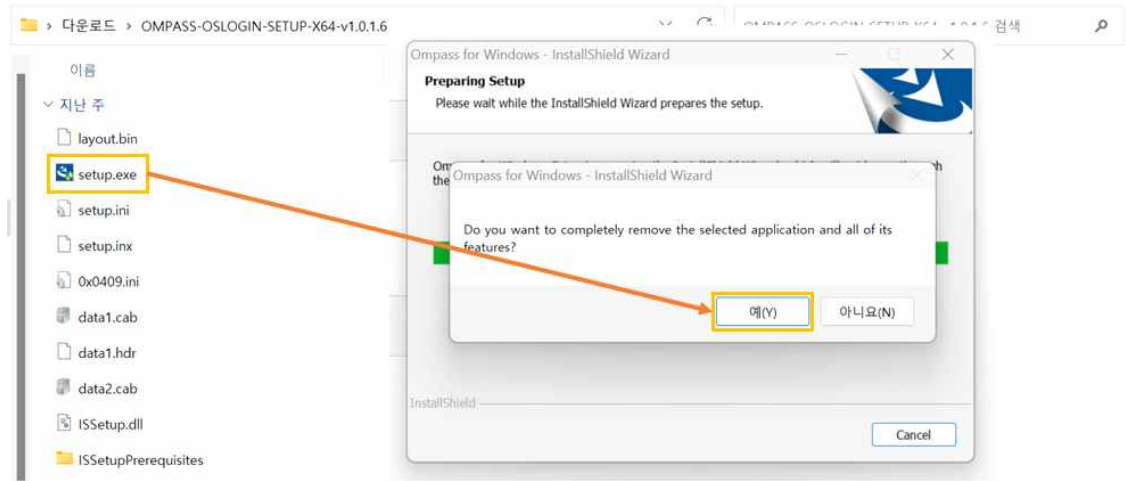 다운로드 > OMPASS-OSLOGIN-SETUP-X64-v1.0.1.6
검색
이름
지난 주
layout.bin
setup.exe
setup.ini
setup.inx
0x0409.ini
data1.cab
data1.hdr
data2.cab
ISSetup.dll
ISSetupPrerequisites
Ompass for Windows - InstallShield Wizard
Preparing Setup
Please wait while the InstallShield Wizard prepares the setup.
the
Ompass for Windows - InstallShield Wizard
Do you want to completely remove the selected application and all of its
features?
예(Y)
아니요(N)
InstallShield
Cancel